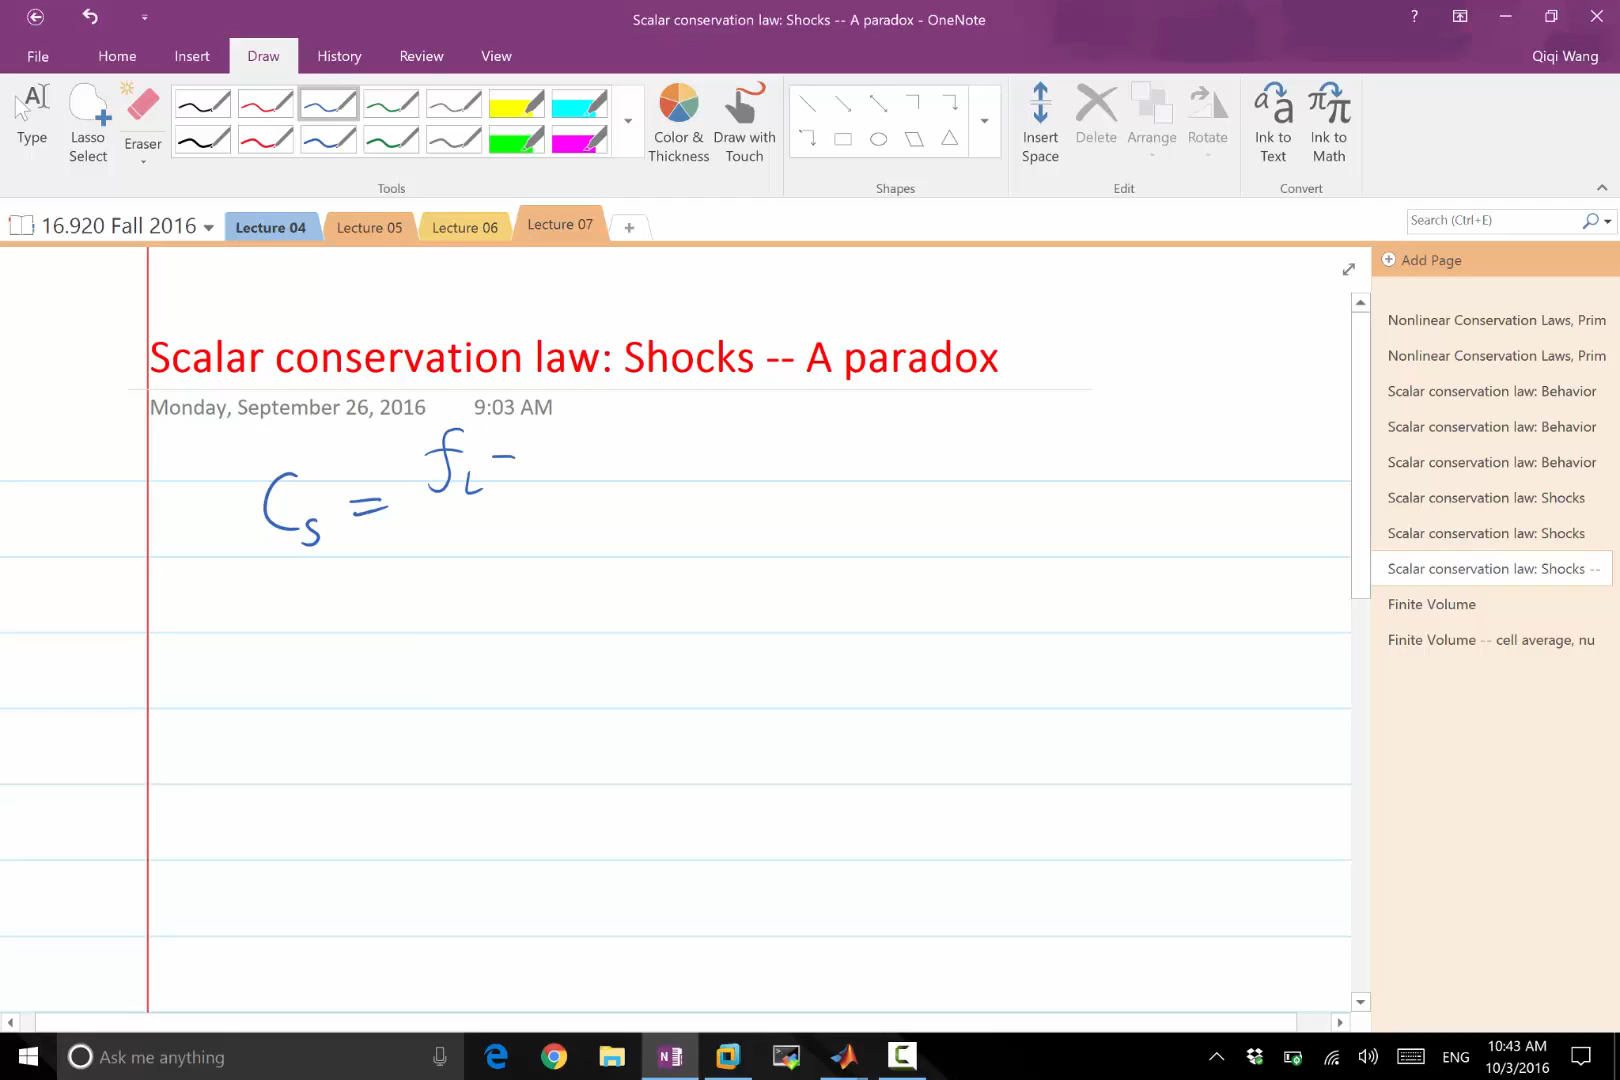 Scalar conservation law: Shocks -- A paradox - OneNote
?
File Home Insert Draw History Review View
Qiqi Wang
Type
Lasso Select
Eraser
Color & Thickness
Draw with Touch
Insert Space
Delete
Arrange
Rotate
Ink to Text
Ink to Math
Tools Shapes Edit Convert
16.920 Fall 2016 Lecture 04 Lecture 05 Lecture 06 Lecture 07
Search (Ctrl+E)
Add Page
Nonlinear Conservation Laws, Prim
Nonlinear Conservation Laws, Prim
Scalar conservation law: Behavior
Scalar conservation law: Behavior
Scalar conservation law: Behavior
Scalar conservation law: Shocks
Scalar conservation law: Shocks
Scalar conservation law: Shocks --
Finite Volume
Finite Volume -- cell average, nu
Scalar conservation law: Shocks -- A paradox
Monday, September 26, 2016 9:03 AM
C_s = f_L -
Ask me anything
ENG
10:43 AM
10/3/2016